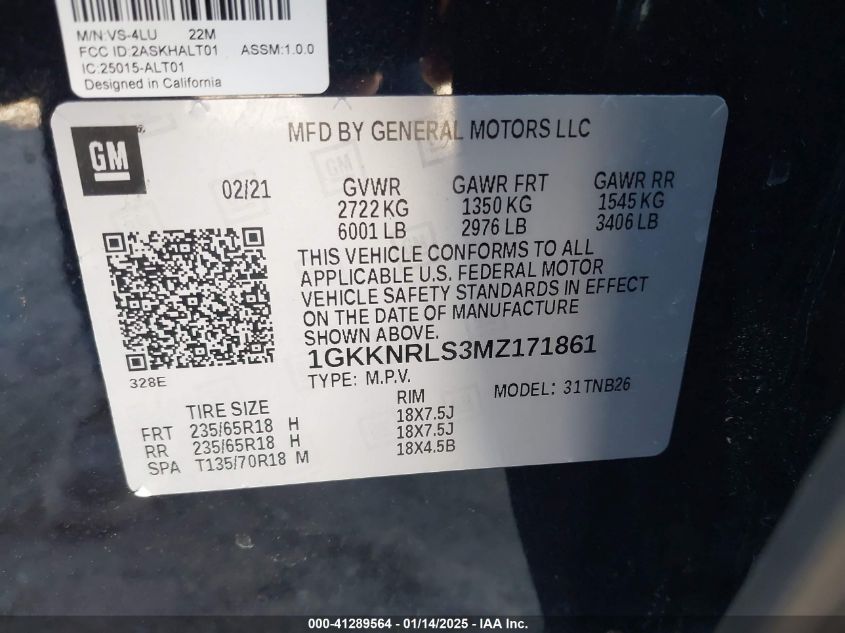 M/N:VS-4LU 22M
FCC ID:2ASKHALT01 ASSM:1.0.0
IC:25015-ALT01
Designed in California
GM
MFD BY GENERAL MOTORS LLC
02/21 GVWR GAWR FRT GAWR RR
2722 KG 1350 KG 1545 KG
6001 LB 2976 LB 3406 LB
THIS VEHICLE CONFORMS TO ALL
APPLICABLE U.S. FEDERAL MOTOR
VEHICLE SAFETY STANDARDS IN EFFECT
ON THE DATE OF MANUFACTURE
SHOWN ABOVE.
1GKKNRLS3MZ171861
328E
TYPE: M.P.V. MODEL: 31TNB26
TIRE SIZE RIM
FRT 235/65R18 H 18X7.5J
RR 235/65R18 H 18X7.5J
SPA T135/70R18 M 18X4.5B
000-41289564 - 01/14/2025 - IAA Inc.